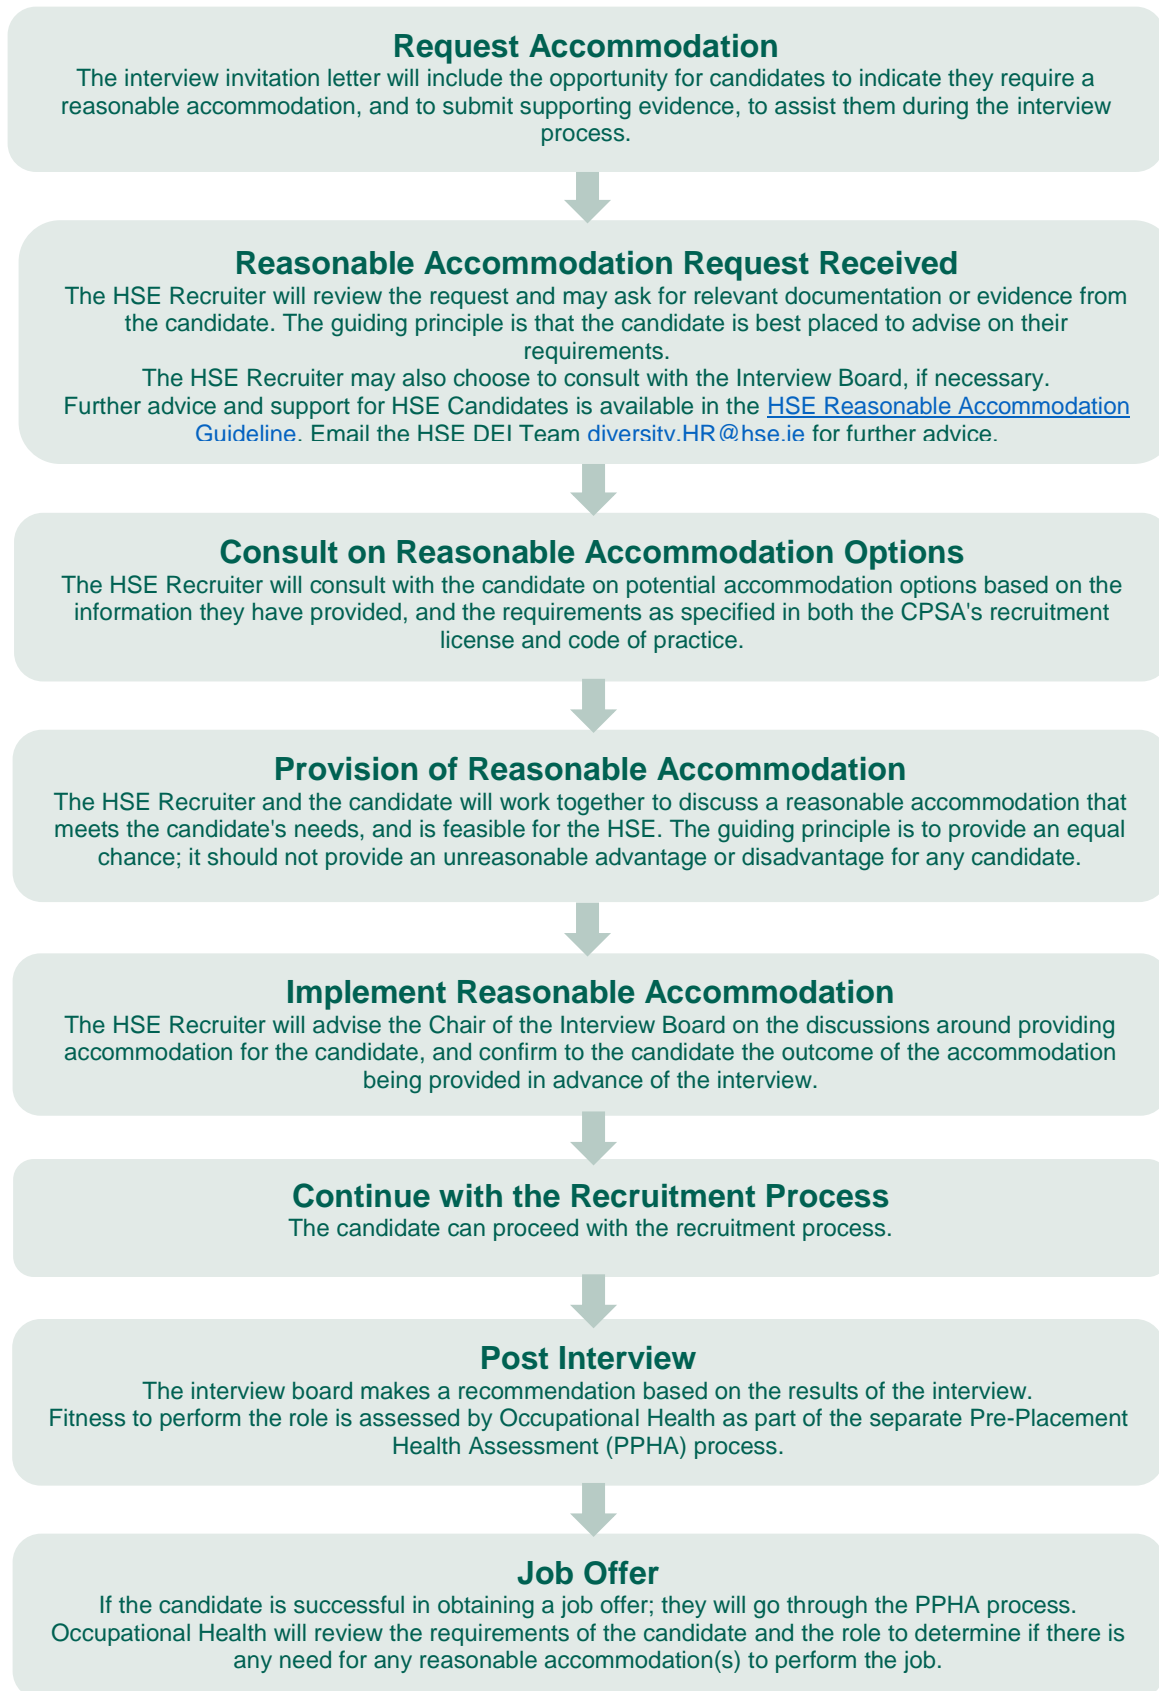 Request Accommodation
The interview invitation letter will include the opportunity for candidates to indicate they require a
reasonable accommodation, and to submit supporting evidence, to assist them during the interview
process.
Reasonable Accommodation Request Received
The HSE Recruiter will review the request and may ask for relevant documentation or evidence from
the candidate. The guiding principle is that the candidate is best placed to advise on their
requirements.
The HSE Recruiter may also choose to consult with the Interview Board, if necessary.
Further advice and support for HSE Candidates is available in the HSE Reasonable Accommodation
Guideline. Email the HSE DEI Team diversity.HR@hse.ie for further advice.
Consult on Reasonable Accommodation Options
The HSE Recruiter will consult with the candidate on potential accommodation options based on the
information they have provided, and the requirements as specified in both the CPSA's recruitment
license and code of practice.
Provision of Reasonable Accommodation
The HSE Recruiter and the candidate will work together to discuss a reasonable accommodation that
meets the candidate's needs, and is feasible for the HSE. The guiding principle is to provide an equal
chance; it should not provide an unreasonable advantage or disadvantage for any candidate.
Implement Reasonable Accommodation
The HSE Recruiter will advise the Chair of the Interview Board on the discussions around providing
accommodation for the candidate, and confirm to the candidate the outcome of the accommodation
being provided in advance of the interview.
Continue with the Recruitment Process
The candidate can proceed with the recruitment process.
Post Interview
The interview board makes a recommendation based on the results of the interview.
Fitness to perform the role is assessed by Occupational Health as part of the separate Pre-Placement
Health Assessment (PPHA) process.
Job Offer
If the candidate is successful in obtaining a job offer; they will go through the PPHA process.
Occupational Health will review the requirements of the candidate and the role to determine if there is
any need for any reasonable accommodation(s) to perform the job.